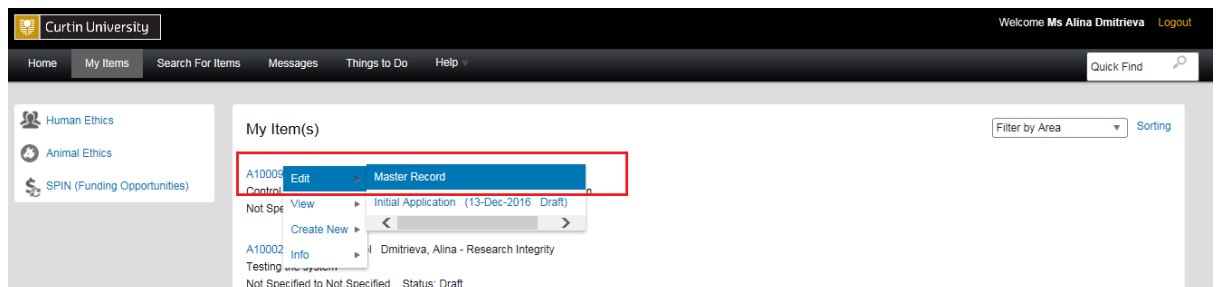 Curtin University
Welcome Ms Alina Dmitrieva Logout
Home My Items Search For Items Messages Things to Do Help
Quick Find
Human Ethics
Animal Ethics
SPIN (Funding Opportunities)
My Item(s)
Filter by Area Sorting
A10009
Edit Master Record
Control
View Initial Application (13-Dec-2016 Draft)
Not Spe
Create New
Info
A10002 Dmitrieva, Alina - Research Integrity
Testing the system
Not Specified to Not Specified Status: Draft